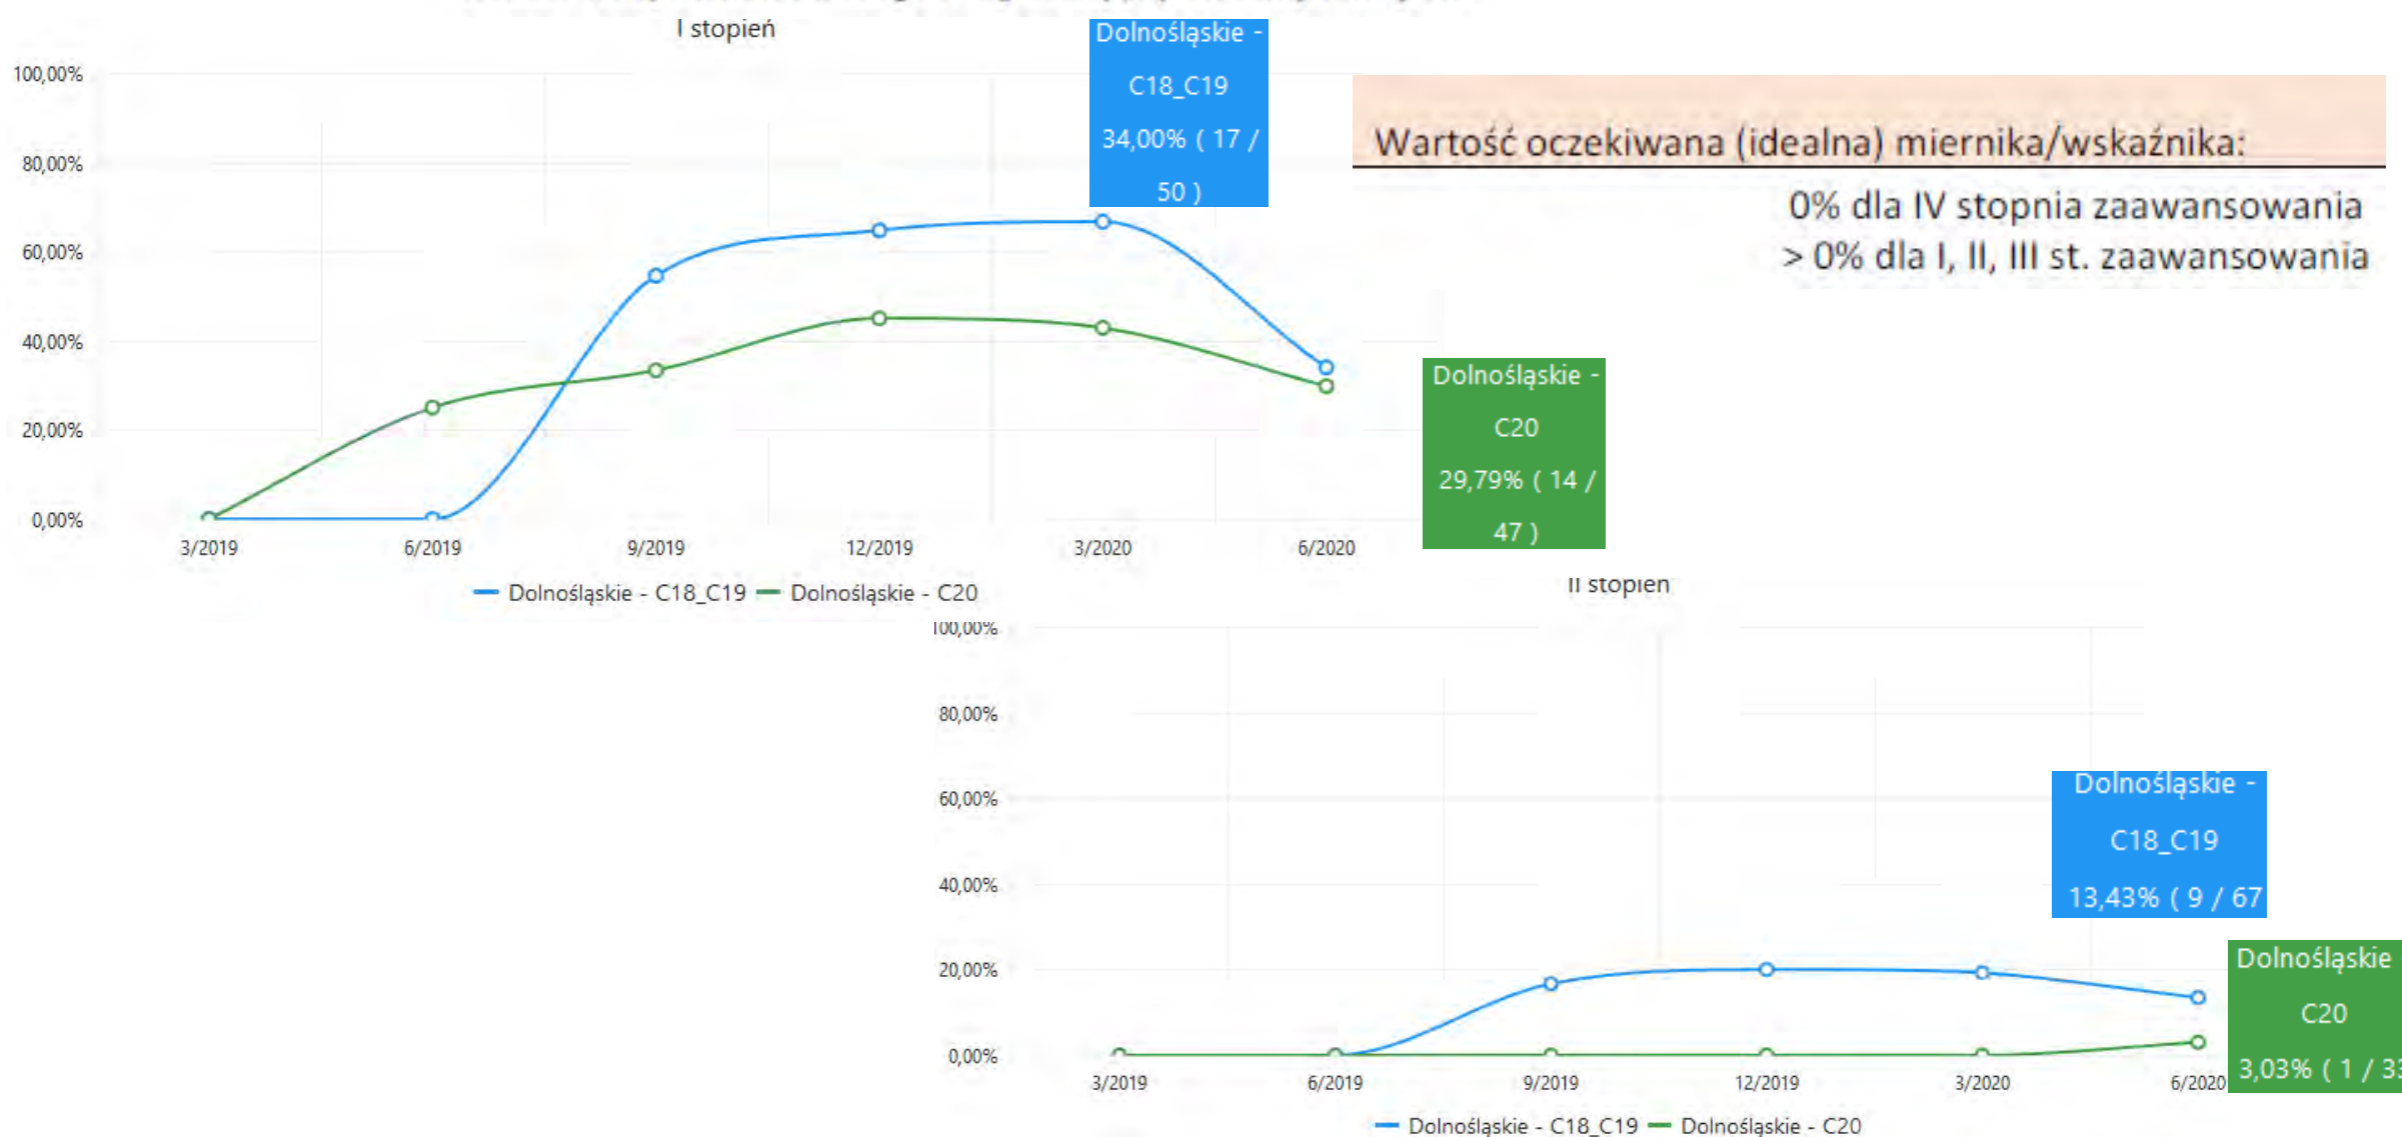 I stopień
Dolnośląskie -
C18_C19
34,00% ( 17 /
50 )
100,00%
80,00%
60,00%
40,00%
20,00%
0,00%
3/2019
6/2019
9/2019
12/2019
3/2020
6/2020
Dolnośląskie - C18_C19
Dolnośląskie - C20
Wartość oczekiwana (idealna) miernika/wskaźnika:
0% dla IV stopnia zaawansowania
> 0% dla I, II, III st. zaawansowania
Dolnośląskie -
C20
29,79% ( 14 /
47 )
II stopień
100,00%
80,00%
60,00%
40,00%
20,00%
0,00%
3/2019
6/2019
9/2019
12/2019
3/2020
6/2020
Dolnośląskie - C18_C19
Dolnośląskie - C20
Dolnośląskie -
C18_C19
13,43% ( 9 / 67
Dolnośląskie
C20
3,03% ( 1 / 33